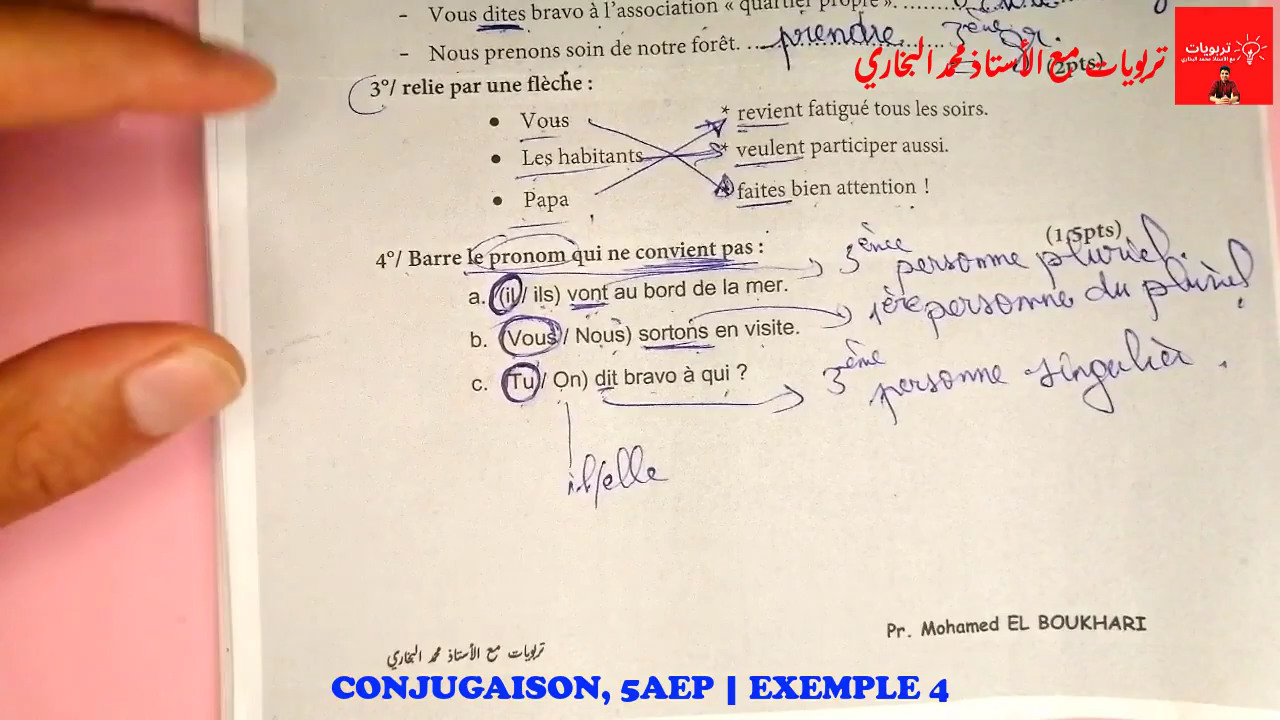 - Vous dites bravo à l'association « quartier propre ».
- Nous prenons soin de notre forêt. prendre 3ème gr.
(2pts)
تربويات مع الأستاذ محمد البخاري
تربويات
مع الأستاذ محمد البخاري
3°/ relie par une flèche :
• Vous * revient fatigué tous les soirs.
• Les habitants * veulent participer aussi.
• Papa * faites bien attention !
(1,5pts)
4°/ Barre le pronom qui ne convient pas :
3ème personne pluriel.
a. (il / ils) vont au bord de la mer.
1ère personne du pluriel
b. (Vous / Nous) sortons en visite.
c. (Tu / On) dit bravo à qui ?
3ème personne singulier.
il/elle
Pr. Mohamed EL BOUKHARI
تربويات مع الأستاذ محمد البخاري
CONJUGAISON, 5AEP | EXEMPLE 4